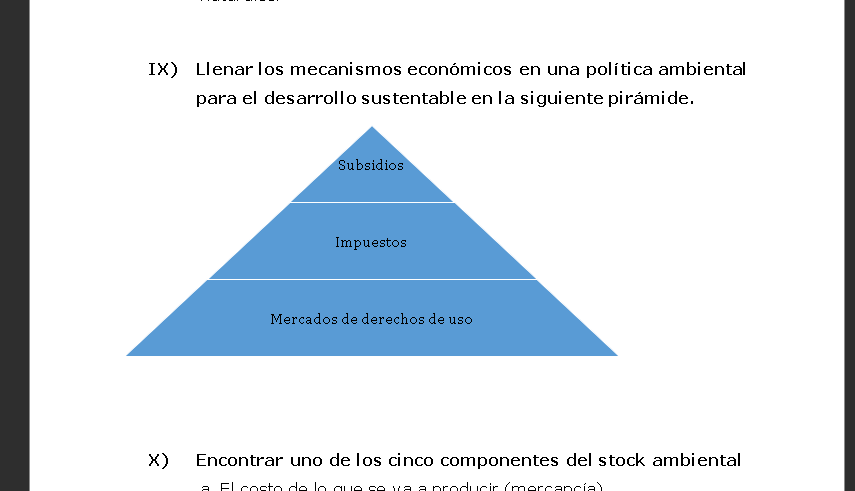 IX) Llenar los mecanismos económicos en una política ambiental
para el desarrollo sustentable en la siguiente pirámide.
Subsidios
Impuestos
Mercados de derechos de uso
X) Encontrar uno de los cinco componentes del stock ambiental
a. El costo de lo que se va a producir (mercancía)